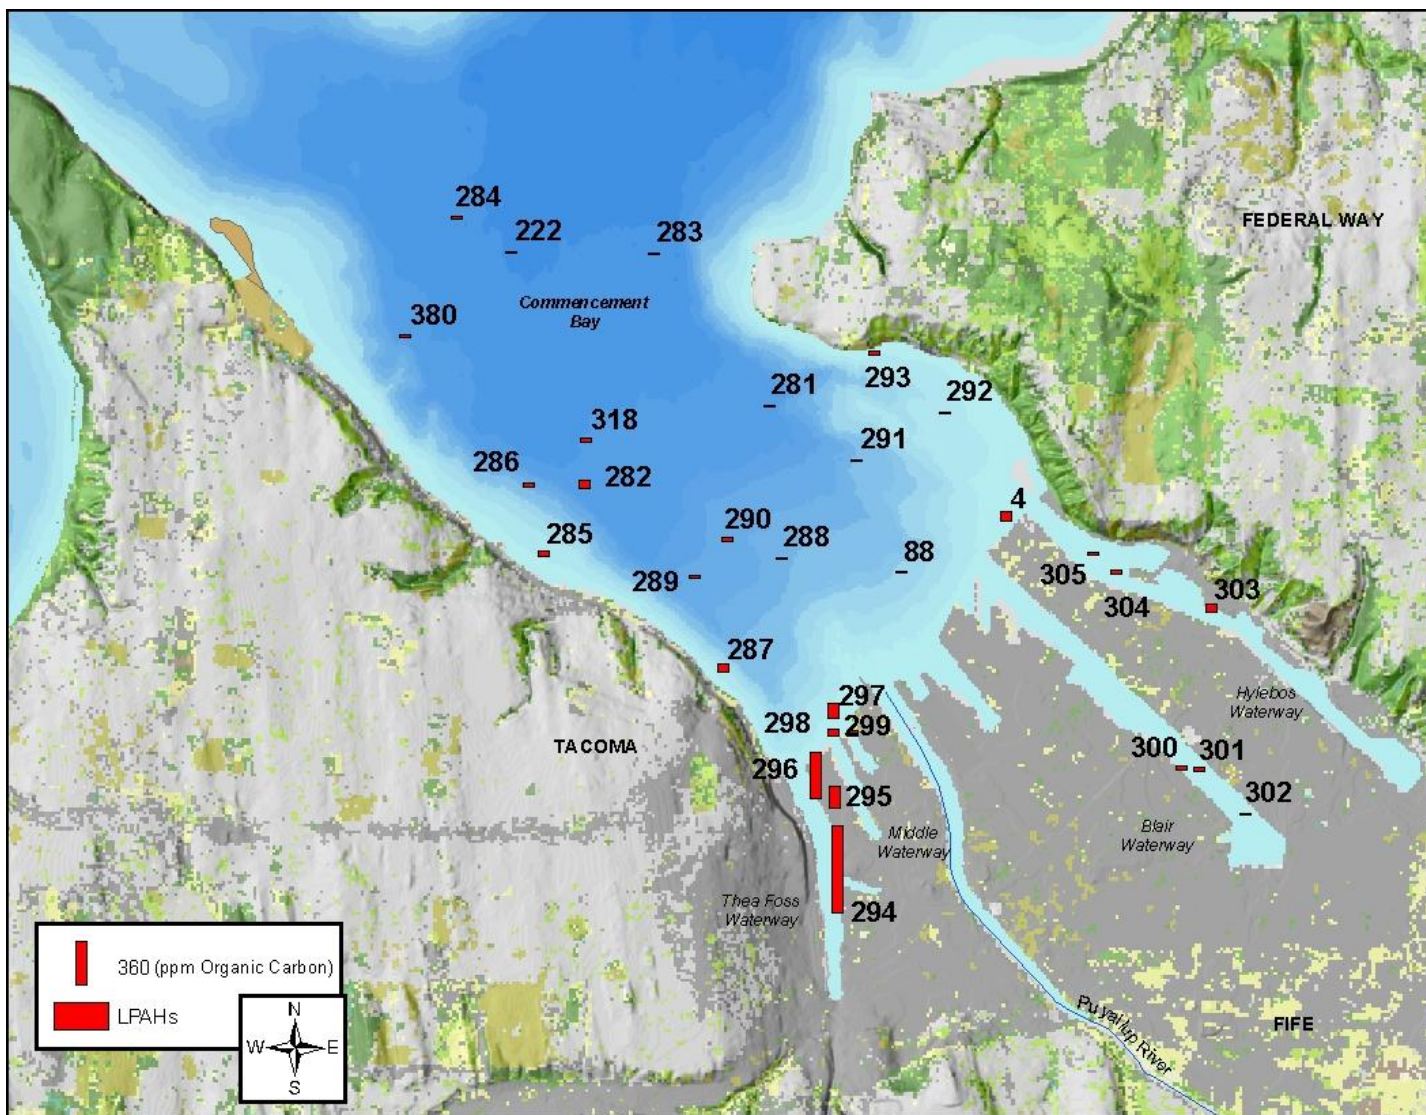 284
222
283
FEDERAL WAY
Commencement
Bay
380
293
281
292
318
291
286
282
4
290
285
288
88
289
305
304
303
287
297
298
299
Hylebos
Waterway
TACOMA
296
300
301
295
302
Middle
Waterway
Blair
Waterway
Thea Foss
Waterway
294
360 (ppm Organic Carbon)
LPAHs
N
W
E
S
Puyallup River
FIFE